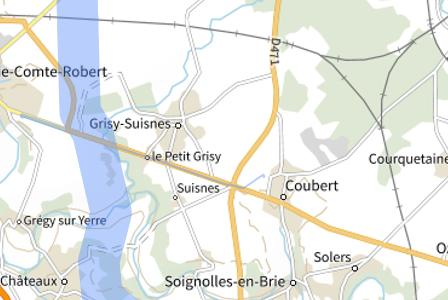 D471
e-Comte-Robert
Grisy-Suisnes
le Petit Grisy
Courquetaine
Suisnes
Coubert
Grégy sur Yerre
Solers
Châteaux
Soignolles-en-Brie